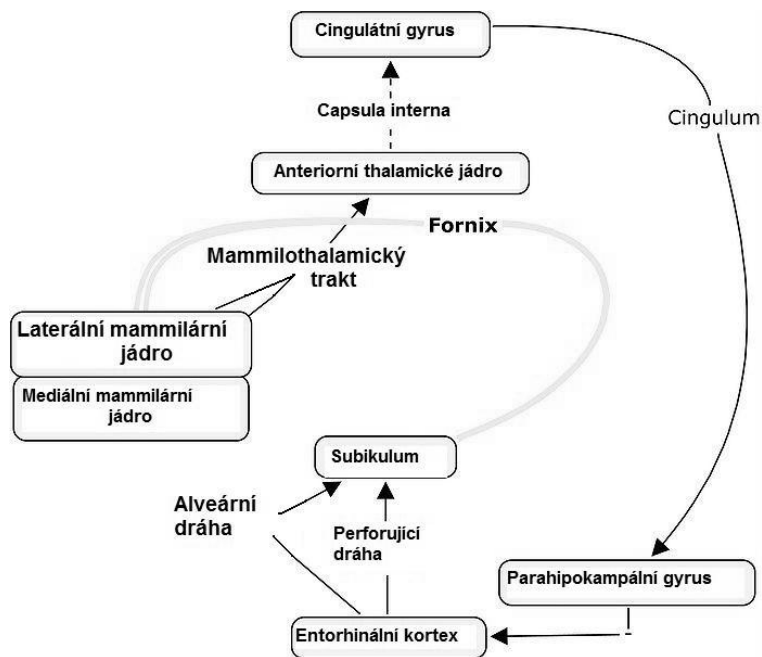 Cingulátní gyrus
Capsula interna
Cingulum
Anteriorní thalamické jádro
Fornix
Mammilothalamický
trakt
Laterální mammilární
jádro
Mediální mammilární
jádro
Subikulum
Alveární
dráha
Perforující
dráha
Parahipokampální gyrus
Entorhinální kortex